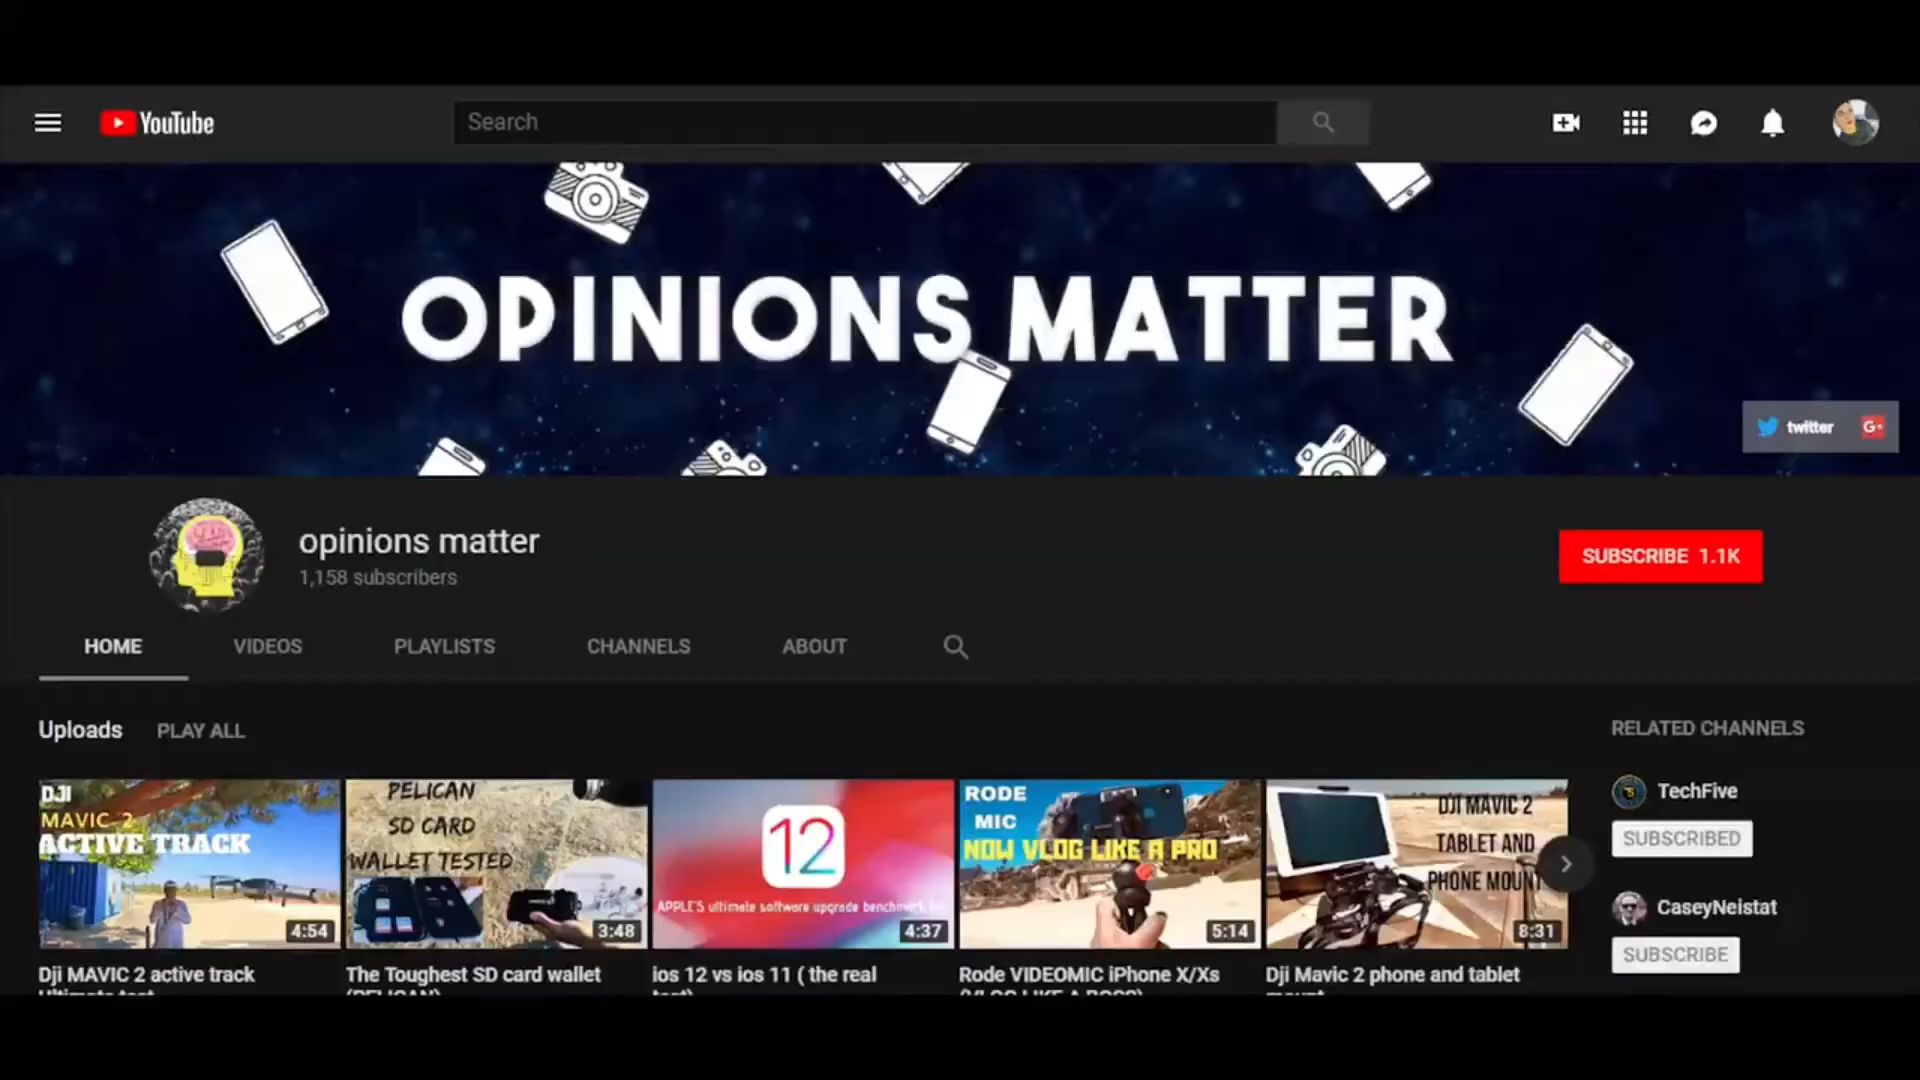 YouTube
Search
OPINIONS MATTER
twitter
G+
opinions matter
1,158 subscribers
SUBSCRIBE 1.1K
HOME
VIDEOS
PLAYLISTS
CHANNELS
ABOUT
Uploads
PLAY ALL
RELATED CHANNELS
DJI
MAVIC 2
ACTIVE TRACK
4:54
PELICAN
SD CARD
WALLET TESTED
3:48
12
APPLE'S ultimate software upgrade
4:37
RODE
MIC
NOW VLOG LIKE A PRO
5:14
DJI MAVIC 2
TABLET AND
PHONE MOUNT
8:31
TechFive
SUBSCRIBED
CaseyNeistat
SUBSCRIBE
Dji MAVIC 2 active track
The Toughest SD card wallet
ios 12 vs ios 11 ( the real
Rode VIDEOMIC iPhone X/Xs
Dji Mavic 2 phone and tablet